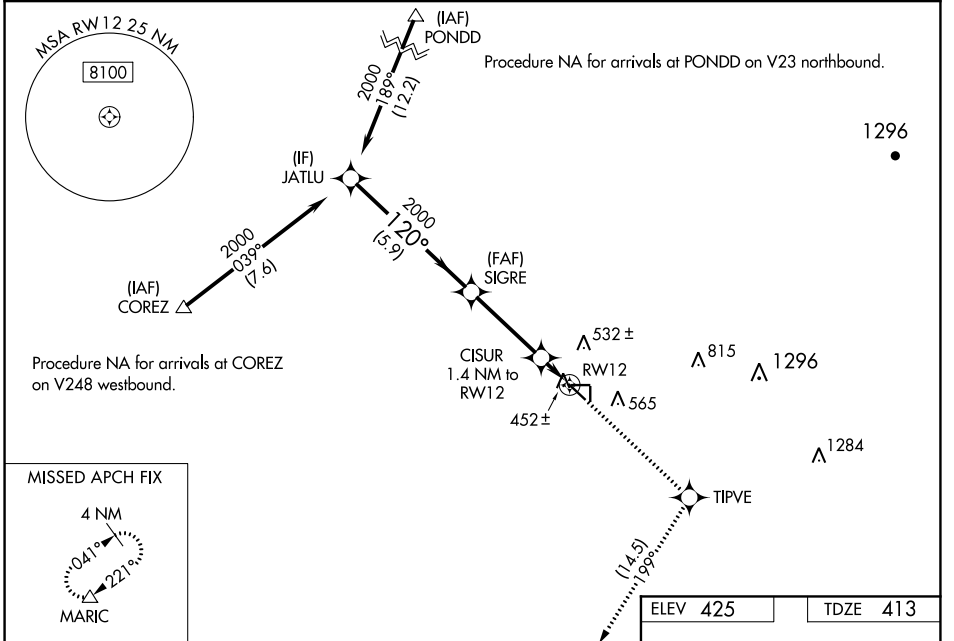 MSA RW12 25 NM
8100
(IAF)
PONDD
2000
189°
(12.2)
Procedure NA for arrivals at PONDD on V23 northbound.
1296
(IF)
JATLU
2000
120°
(5.9)
2000
039°
(7.6)
(IAF)
COREZ
(FAF)
SIGRE
Procedure NA for arrivals at COREZ
on V248 westbound.
CISUR
1.4 NM to
RW12
532 ±
RW12
815
1296
452 ±
565
1284
TIPVE
(14.5)
199°
MISSED APCH FIX
4 NM
041°
221°
MARIC
ELEV 425
TDZE 413